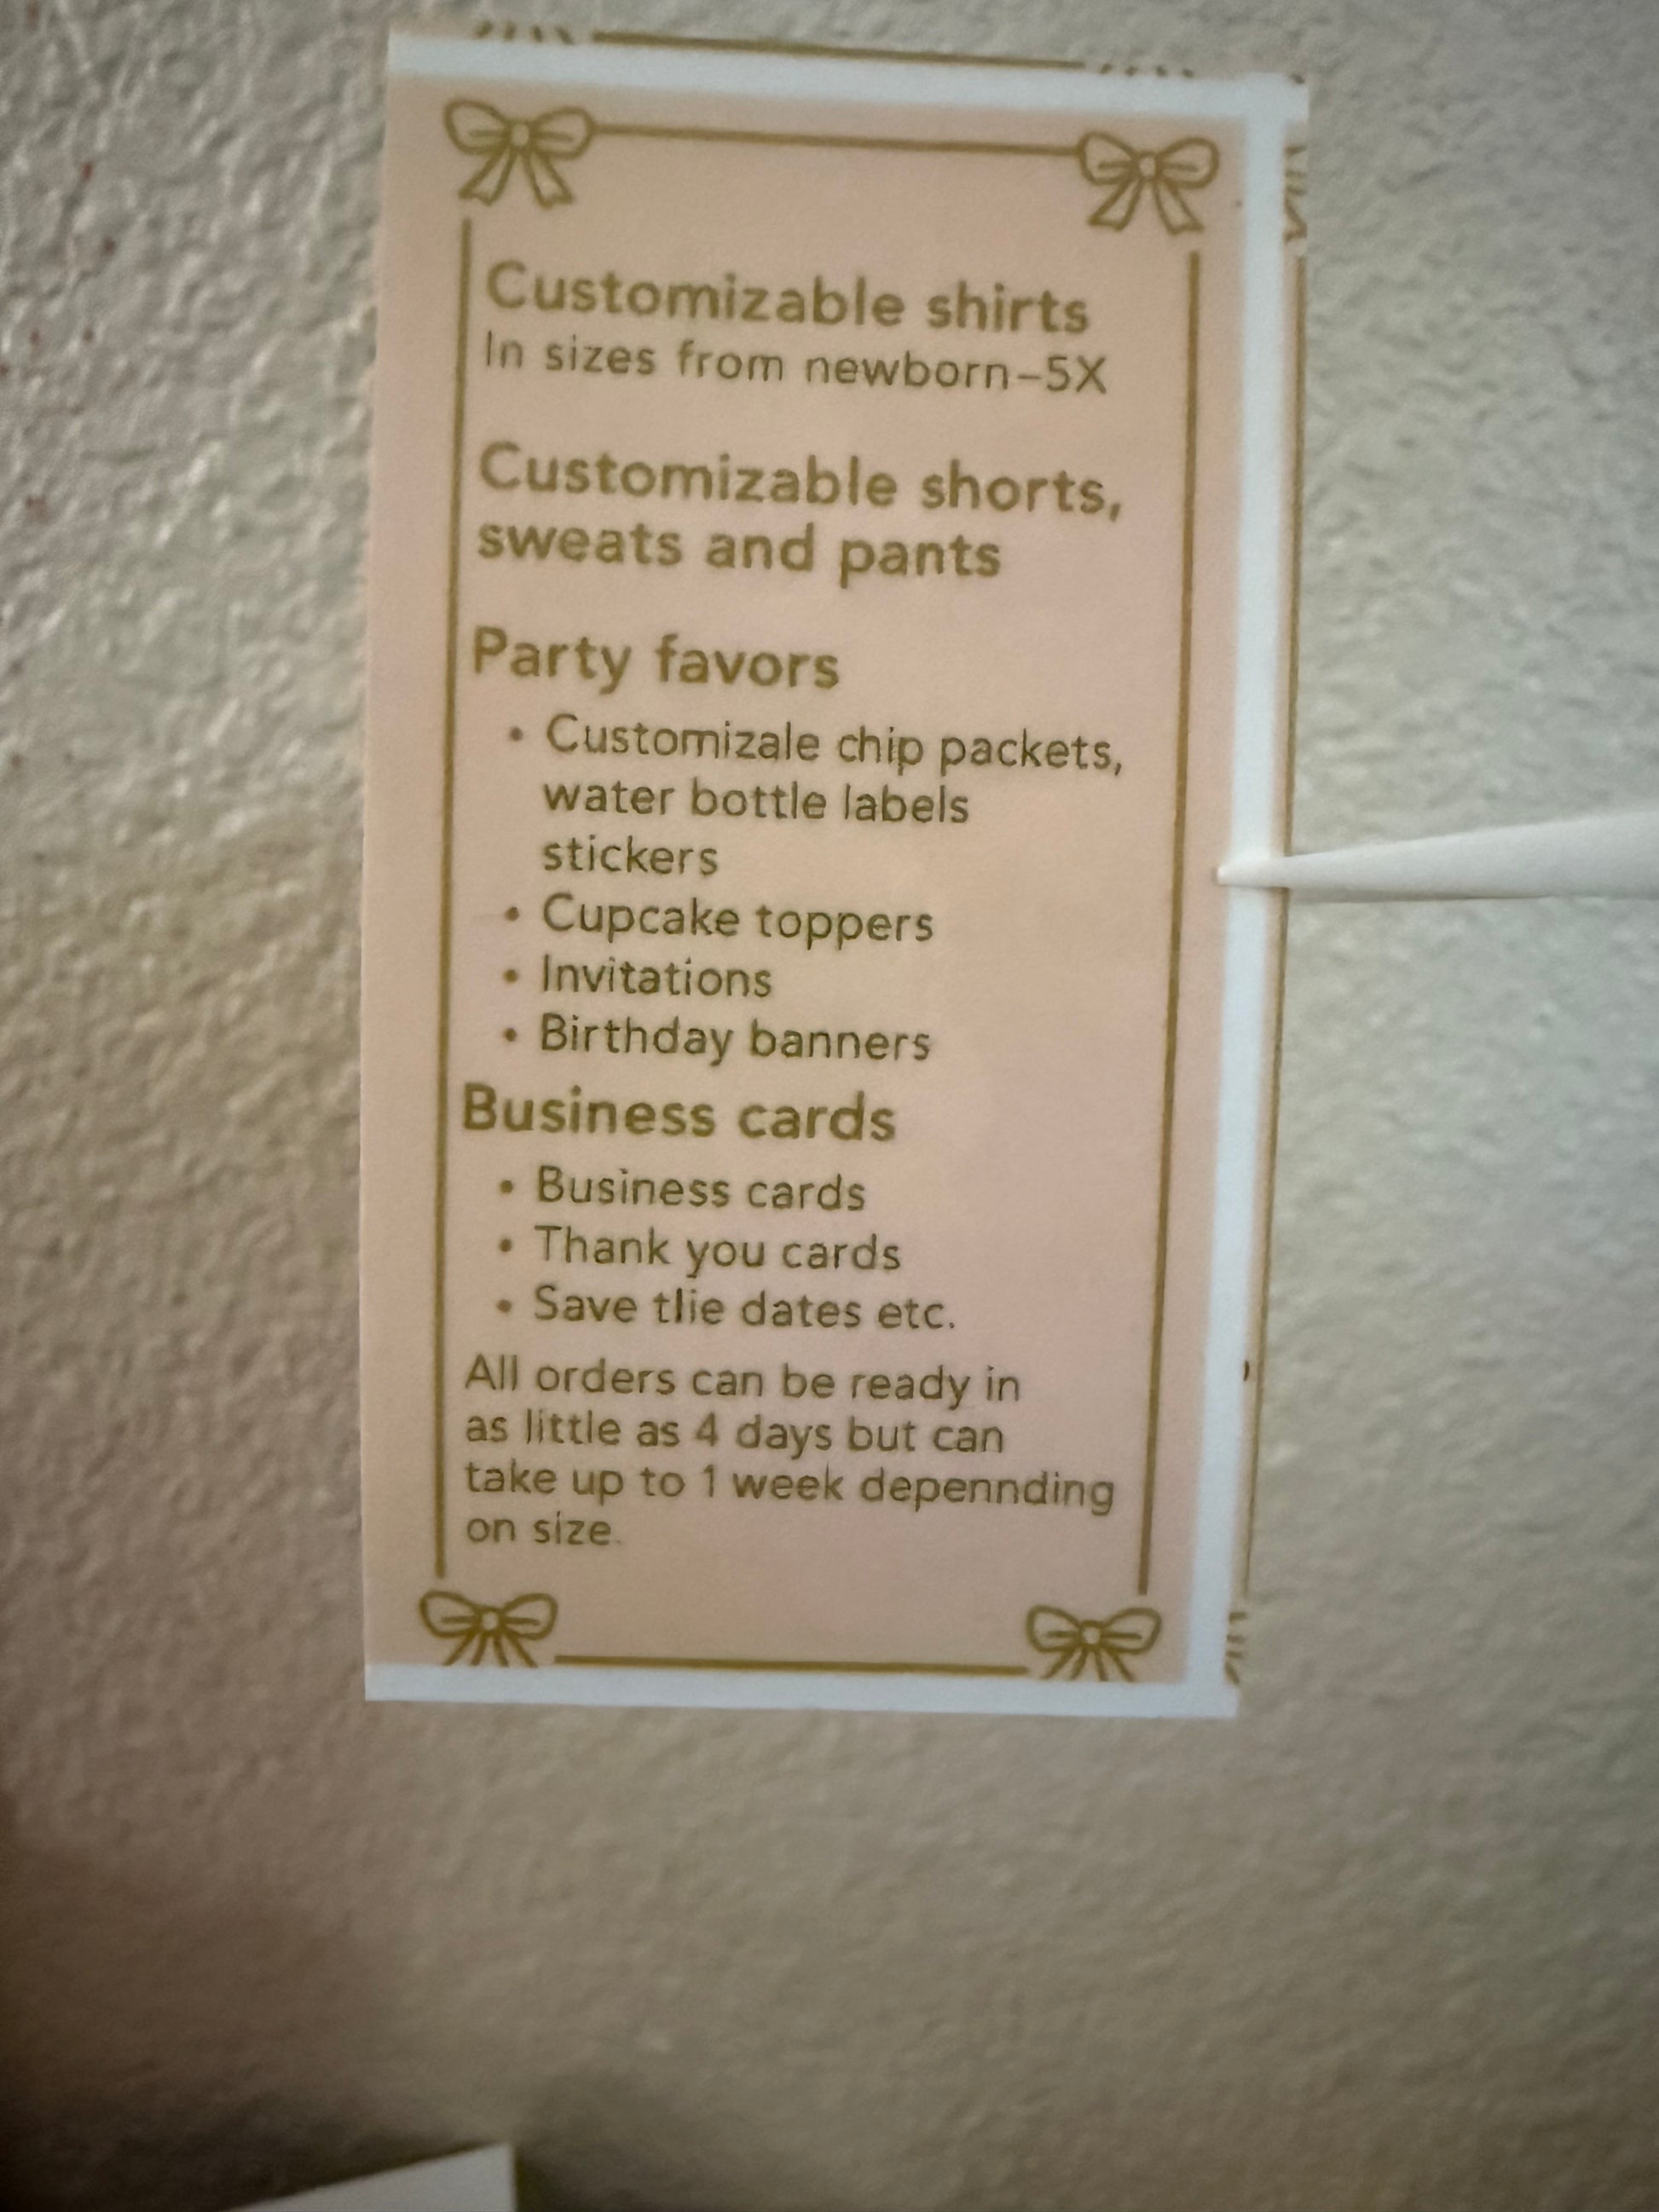 Customizable shirts
In sizes from newborn–5X
Customizable shorts,
sweats and pants
Party favors
• Customizale chip packets,
water bottle labels
stickers
• Cupcake toppers
• Invitations
• Birthday banners
Business cards
• Business cards
• Thank you cards
• Save tlie dates etc.
All orders can be ready in
as little as 4 days but can
take up to 1 week depennding
on size.